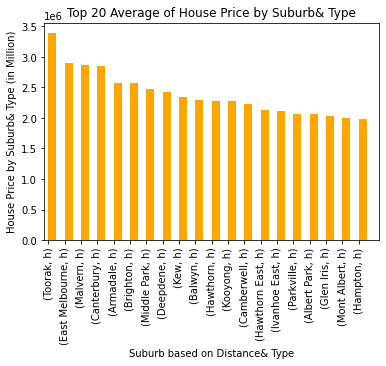 Top 20 Average of House Price by Suburb& Type
1e6
House Price by Suburb& Type (in Million)
3.5
3.0
2.5
2.0
1.5
1.0
0.5
0.0
(Toorak, h)
(East Melbourne, h)
(Malvern, h)
(Canterbury, h)
(Armadale, h)
(Brighton, h)
(Middle Park, h)
(Deepdene, h)
(Kew, h)
(Balwyn, h)
(Hawthorn, h)
(Kooyong, h)
(Camberwell, h)
(Hawthorn East, h)
(Ivanhoe East, h)
(Parkville, h)
(Albert Park, h)
(Glen Iris, h)
(Mont Albert, h)
(Hampton, h)
Suburb based on Distance& Type